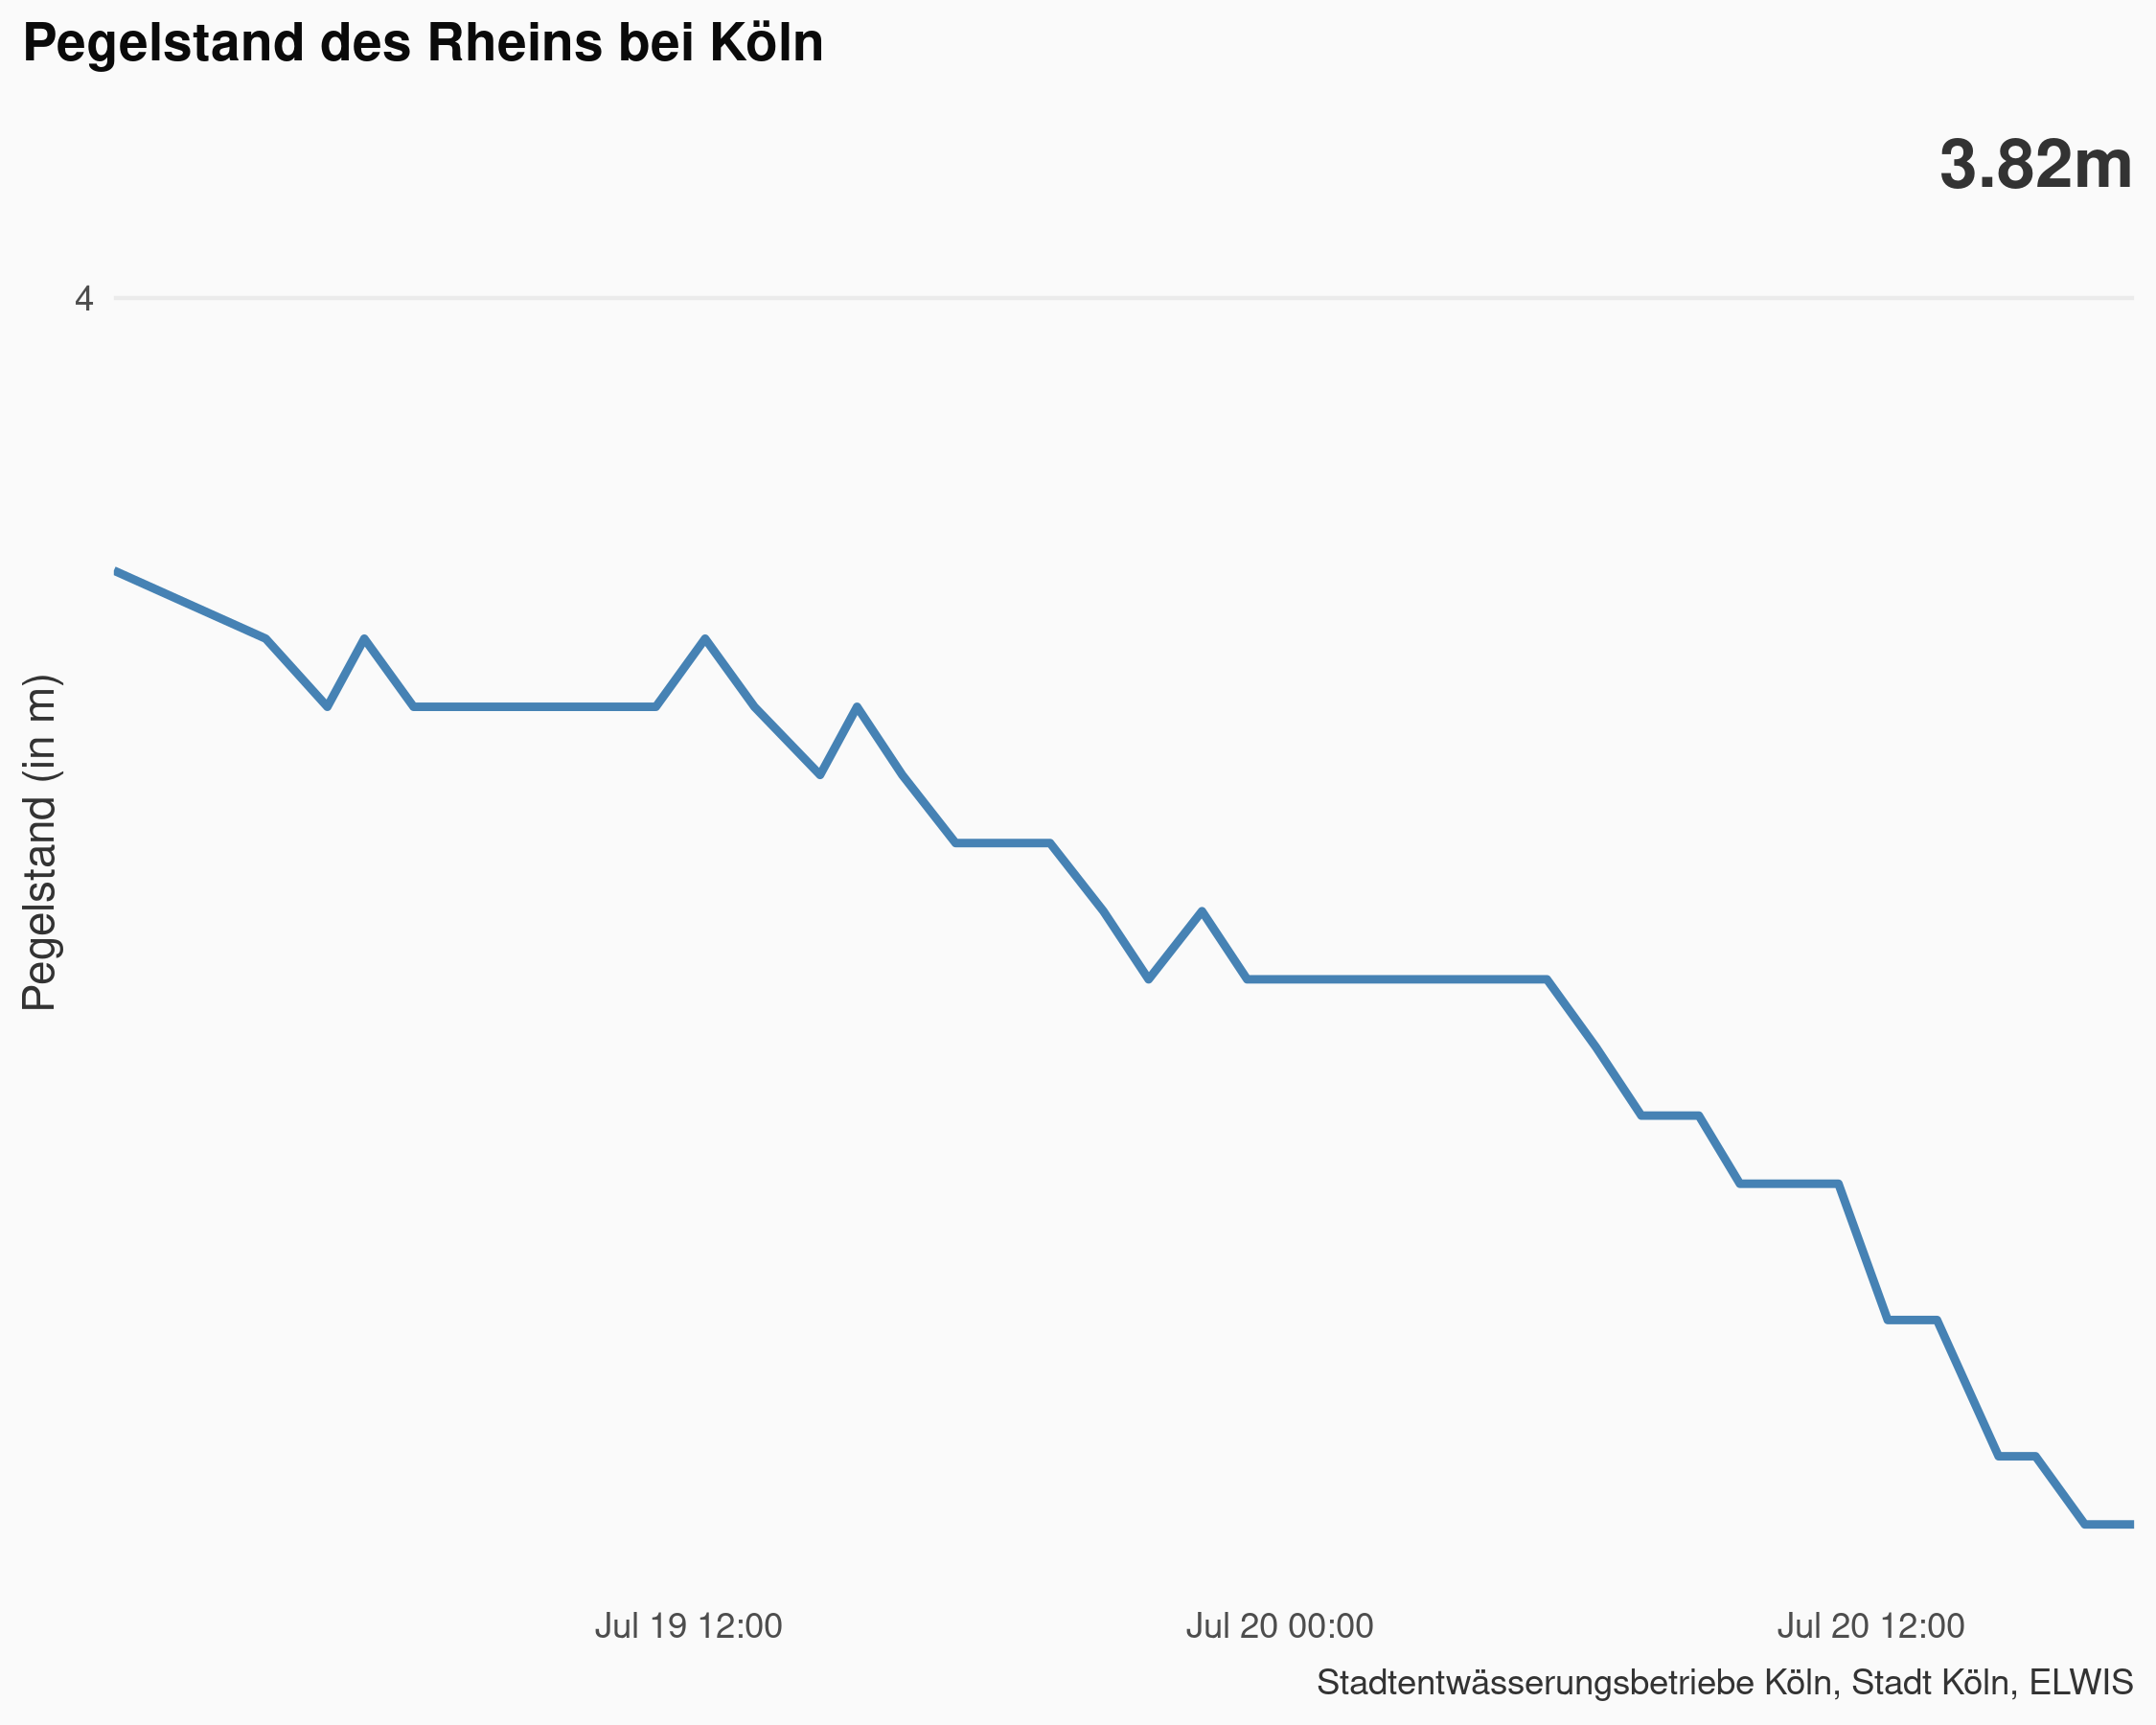 Pegelstand des Rheins bei Köln
3.82m
4
Pegelstand (in m)
Jul 19 12:00
Jul 20 00:00
Jul 20 12:00
Stadtentwässerungsbetriebe Köln, Stadt Köln, ELWIS